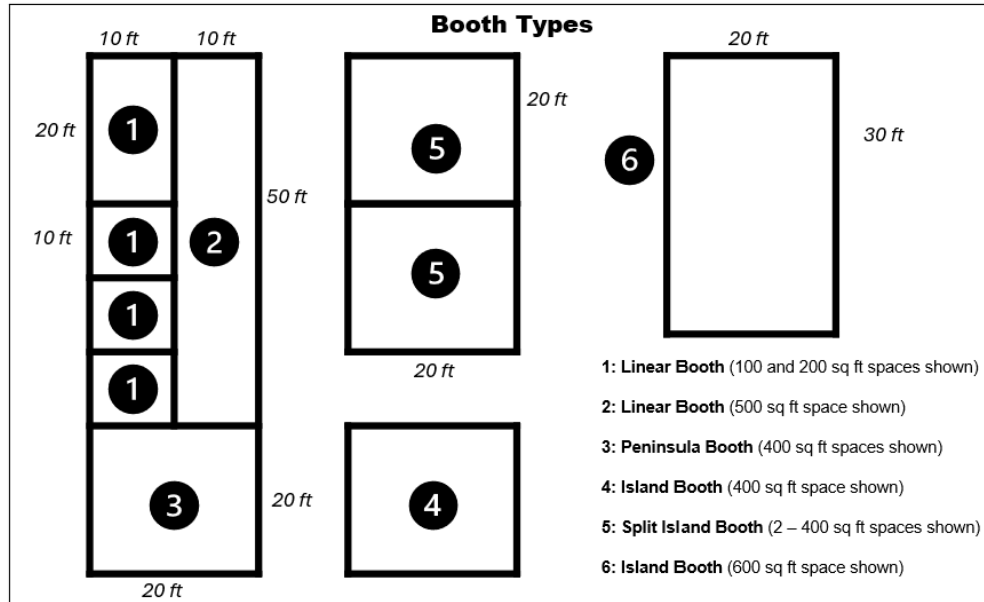 Booth Types
10 ft
10 ft
20 ft
20 ft
20 ft
30 ft
1
5
6
50 ft
10 ft
1
2
5
1
1
20 ft
1: Linear Booth (100 and 200 sq ft spaces shown)
2: Linear Booth (500 sq ft space shown)
3: Peninsula Booth (400 sq ft spaces shown)
4: Island Booth (400 sq ft space shown)
5: Split Island Booth (2 – 400 sq ft spaces shown)
6: Island Booth (600 sq ft space shown)
3
20 ft
4
20 ft